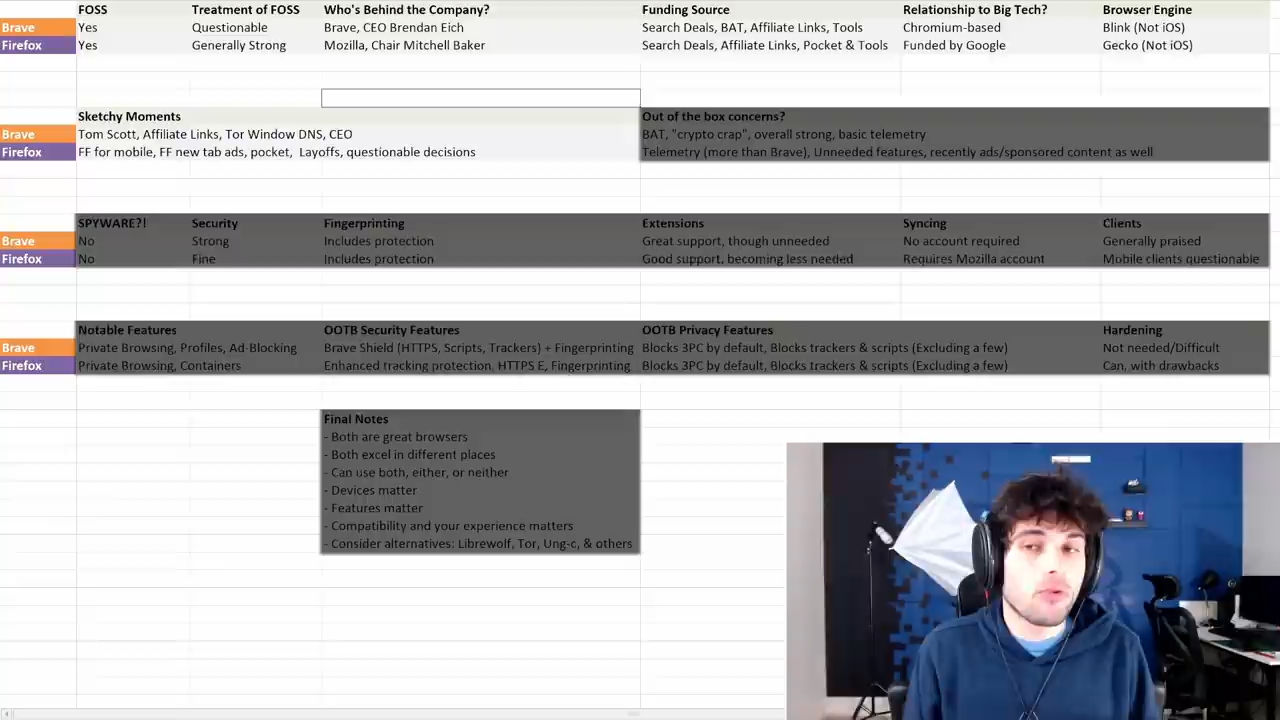 FOSS Treatment of FOSS Who's Behind the Company? Funding Source Relationship to Big Tech? Browser Engine
Brave Yes Questionable Brave, CEO Brendan Eich Search Deals, BAT, Affiliate Links, Tools Chromium-based Blink (Not iOS)
Firefox Yes Generally Strong Mozilla, Chair Mitchell Baker Search Deals, Affiliate Links, Pocket & Tools Funded by Google Gecko (Not iOS)
Sketchy Moments Out of the box concerns?
Brave Tom Scott, Affiliate Links, Tor Window DNS, CEO BAT, "crypto crap", overall strong, basic telemetry
Firefox FF for mobile, FF new tab ads, pocket, Layoffs, questionable decisions Telemetry (more than Brave), Unneeded features, recently ads/sponsored content as well
SPYWARE?! Security Fingerprinting Extensions Syncing Clients
Brave No Strong Includes protection Great support, though unneeded No account required Generally praised
Firefox No Fine Includes protection Good support, becoming less needed Requires Mozilla account Mobile clients questionable
Notable Features OOTB Security Features OOTB Privacy Features Hardening
Brave Private Browsing, Profiles, Ad-Blocking Brave Shield (HTTPS, Scripts, Trackers) + Fingerprinting Blocks 3PC by default, Blocks trackers & scripts (Excluding a few) Not needed/Difficult
Firefox Private Browsing, Containers Enhanced tracking protection, HTTPS E, Fingerprinting Blocks 3PC by default, Blocks trackers & scripts (Excluding a few) Can, with drawbacks
Final Notes
- Both are great browsers
- Both excel in different places
- Can use both, either, or neither
- Devices matter
- Features matter
- Compatibility and your experience matters
- Consider alternatives: Librewolf, Tor, Ung-c, & others